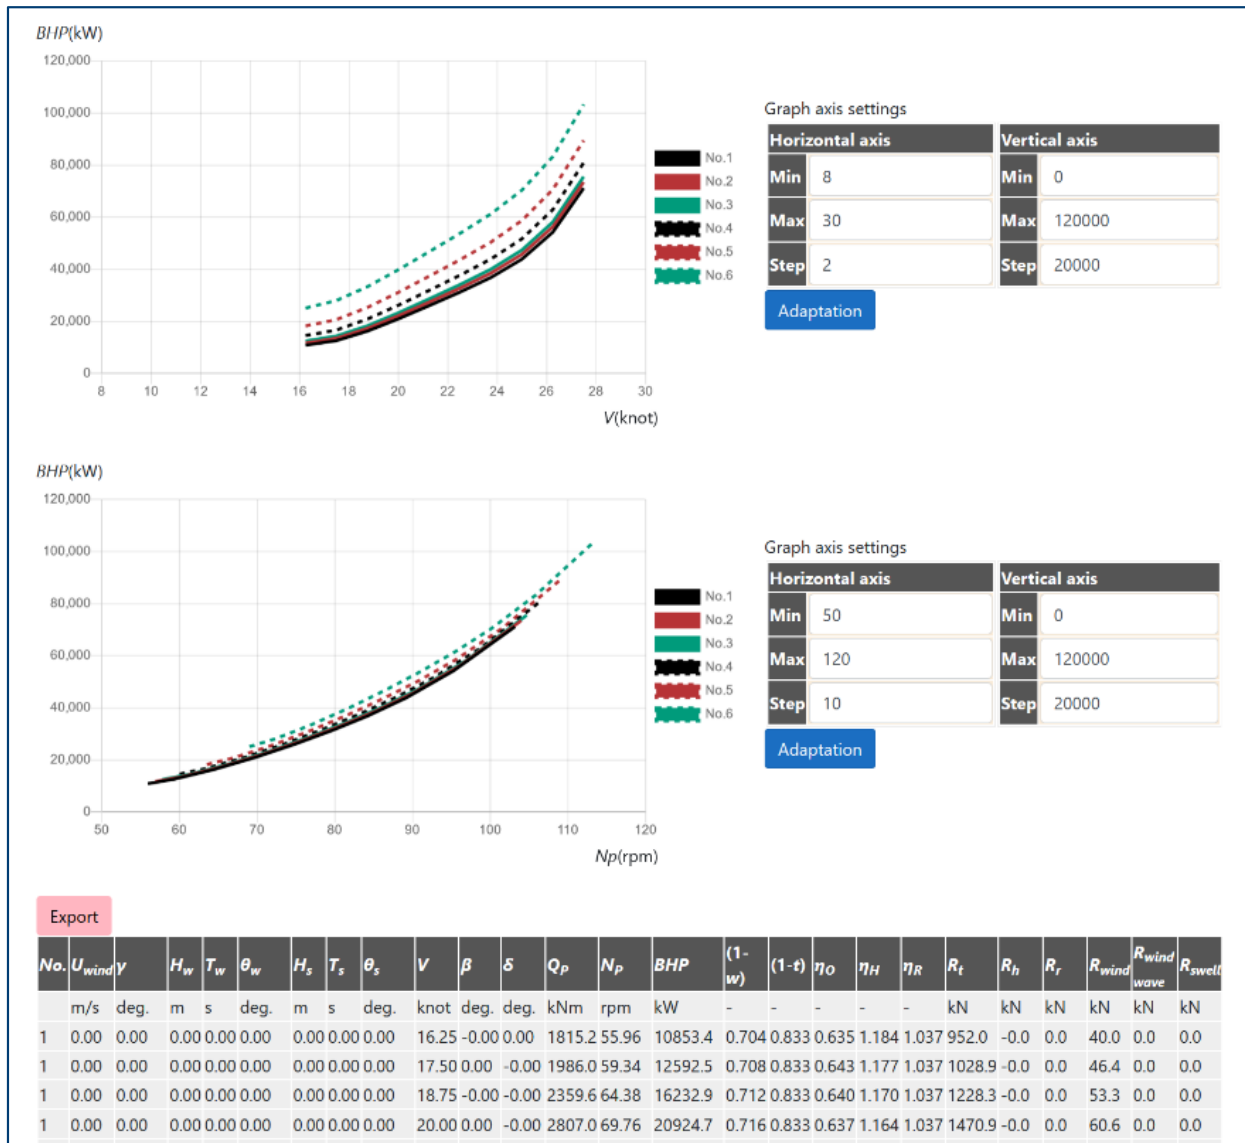 BHP(kW)
120,000
100,000
80,000
60,000
40,000
20,000
0
8 10 12 14 16 18 20 22 24 26 28 30
V(knot)
No.1
No.2
No.3
No.4
No.5
No.6
Graph axis settings
Horizontal axis Vertical axis
Min 8 Min 0
Max 30 Max 120000
Step 2 Step 20000
Adaptation
BHP(kW)
120,000
100,000
80,000
60,000
40,000
20,000
0
50 60 70 80 90 100 110 120
Np(rpm)
No.1
No.2
No.3
No.4
No.5
No.6
Graph axis settings
Horizontal axis Vertical axis
Min 50 Min 0
Max 120 Max 120000
Step 10 Step 20000
Adaptation
Export
No. U_wind γ H_w T_w θ_w H_s T_s θ_s V β δ Q_P N_P BHP (1-w) (1-t) η_O η_H η_R R_t R_h R_r R_wind R_wind wave R_swell
m/s deg. m s deg. m s deg. knot deg. deg. kNm rpm kW - - - - - kN kN kN kN kN kN
1 0.00 0.00 0.00 0.00 0.00 0.00 0.00 0.00 16.25 -0.00 0.00 1815.2 55.96 10853.4 0.704 0.833 0.635 1.184 1.037 952.0 -0.0 0.0 40.0 0.0 0.0
1 0.00 0.00 0.00 0.00 0.00 0.00 0.00 0.00 17.50 0.00 -0.00 1986.0 59.34 12592.5 0.708 0.833 0.643 1.177 1.037 1028.9 -0.0 0.0 46.4 0.0 0.0
1 0.00 0.00 0.00 0.00 0.00 0.00 0.00 0.00 18.75 -0.00 -0.00 2359.6 64.38 16232.9 0.712 0.833 0.640 1.170 1.037 1228.3 -0.0 0.0 53.3 0.0 0.0
1 0.00 0.00 0.00 0.00 0.00 0.00 0.00 0.00 20.00 0.00 -0.00 2807.0 69.76 20924.7 0.716 0.833 0.637 1.164 1.037 1470.9 -0.0 0.0 60.6 0.0 0.0